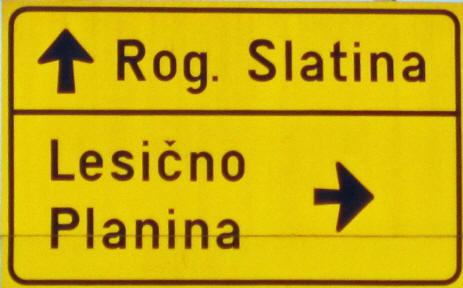 Rog. Slatina
Lesično
Planina